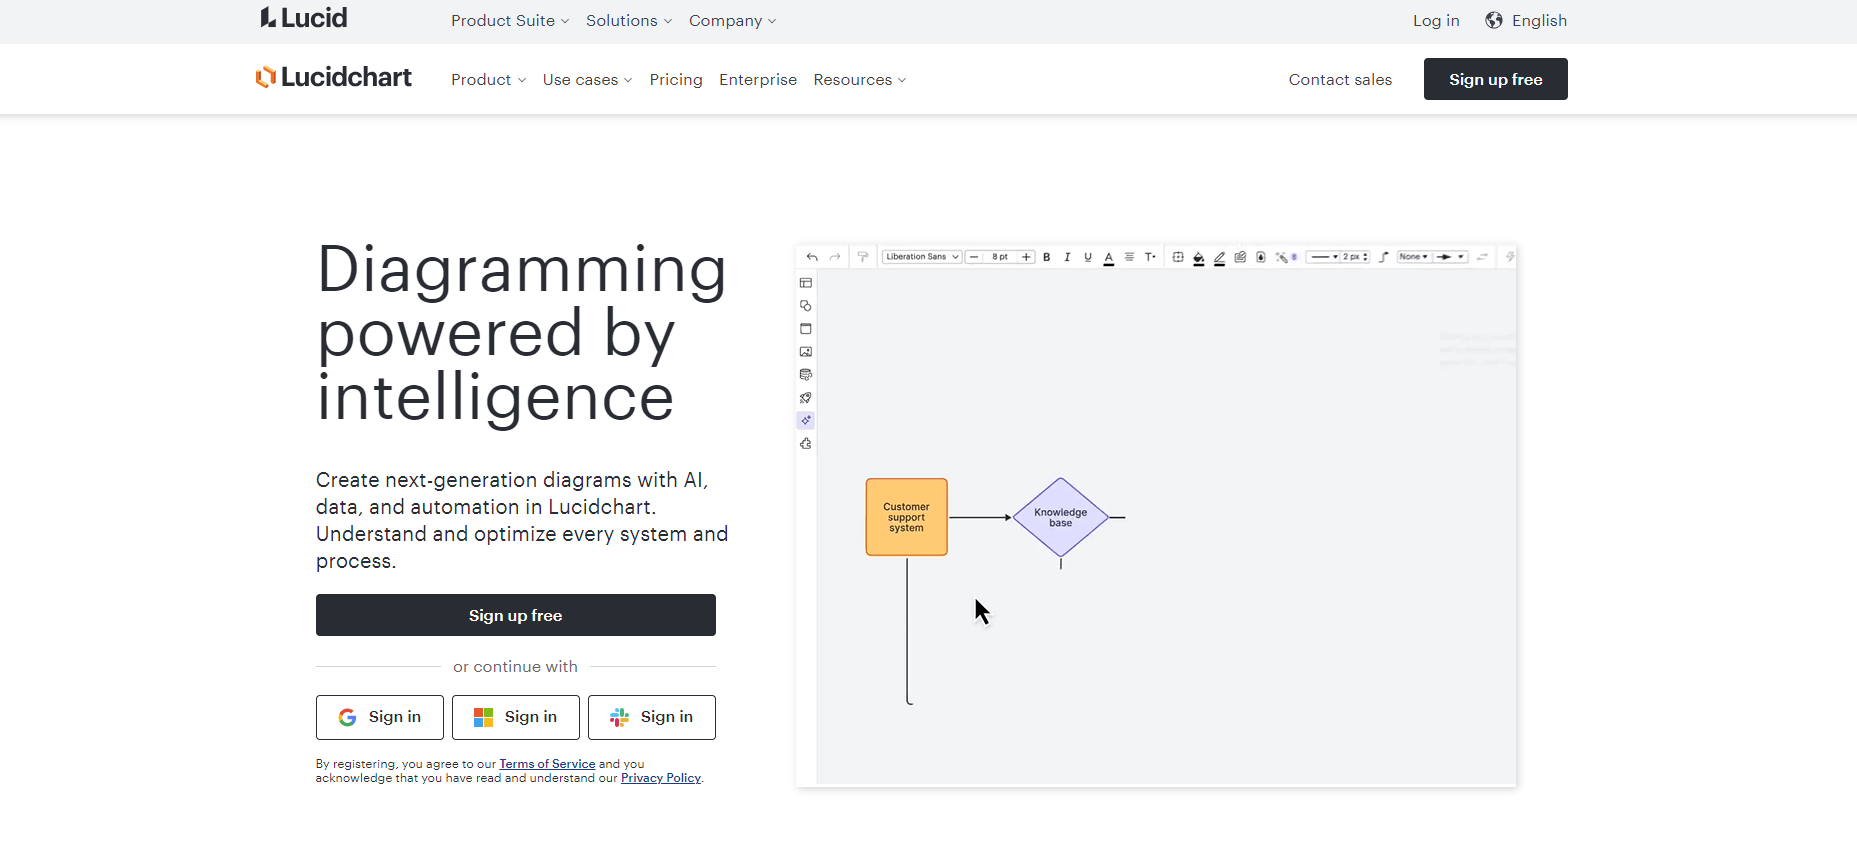 Lucid
Product Suite
Solutions
Company
Log in
English
Lucidchart
Product
Use cases
Pricing
Enterprise
Resources
Contact sales
Sign up free
Diagramming
powered by
intelligence
Create next-generation diagrams with AI,
data, and automation in Lucidchart.
Understand and optimize every system and
process.
Sign up free
or continue with
Sign in
Sign in
Sign in
By registering, you agree to our Terms of Service and you
acknowledge that you have read and understand our Privacy Policy.
Liberation Sans
8 pt
B
I
U
A
T
2 px
None
Customer
support
system
Knowledge
base